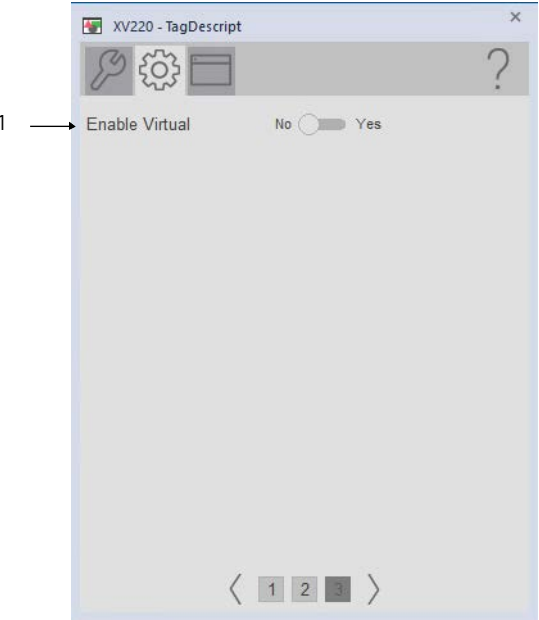 XV220 - TagDescript
?
1 Enable Virtual No Yes
1 2 3